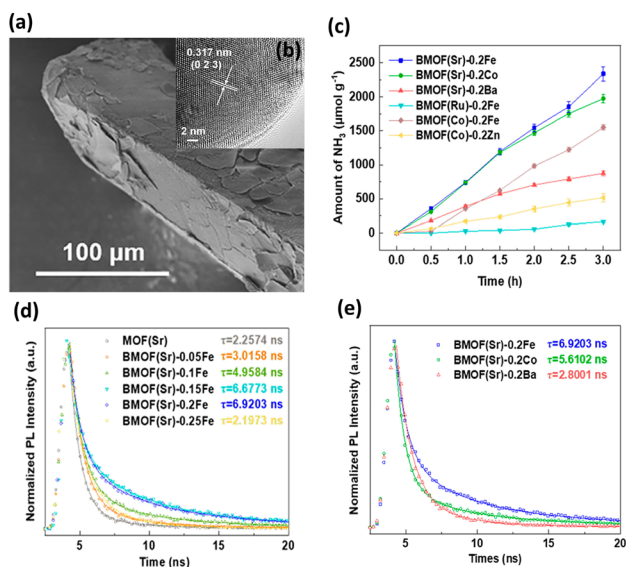 (a)
(b)
0.317 nm
(0 2 3)
2 nm
100 μm
(c)
BMOF(Sr)-0.2Fe
BMOF(Sr)-0.2Co
BMOF(Sr)-0.2Ba
BMOF(Ru)-0.2Fe
BMOF(Co)-0.2Fe
BMOF(Co)-0.2Zn
Amount of NH₃ (μmol g⁻¹)
2500
2000
1500
1000
500
0
0.0 0.5 1.0 1.5 2.0 2.5 3.0
Time (h)
(d)
MOF(Sr) τ=2.2574 ns
BMOF(Sr)-0.05Fe τ=3.0158 ns
BMOF(Sr)-0.1Fe τ=4.9584 ns
BMOF(Sr)-0.15Fe τ=6.6773 ns
BMOF(Sr)-0.2Fe τ=6.9203 ns
BMOF(Sr)-0.25Fe τ=2.1973 ns
Normalized PL Intensity (a.u.)
5 10 15 20
Time (ns)
(e)
BMOF(Sr)-0.2Fe τ=6.9203 ns
BMOF(Sr)-0.2Co τ=5.6102 ns
BMOF(Sr)-0.2Ba τ=2.8001 ns
Normalized PL Intensity (a.u.)
5 10 15 20
Times (ns)